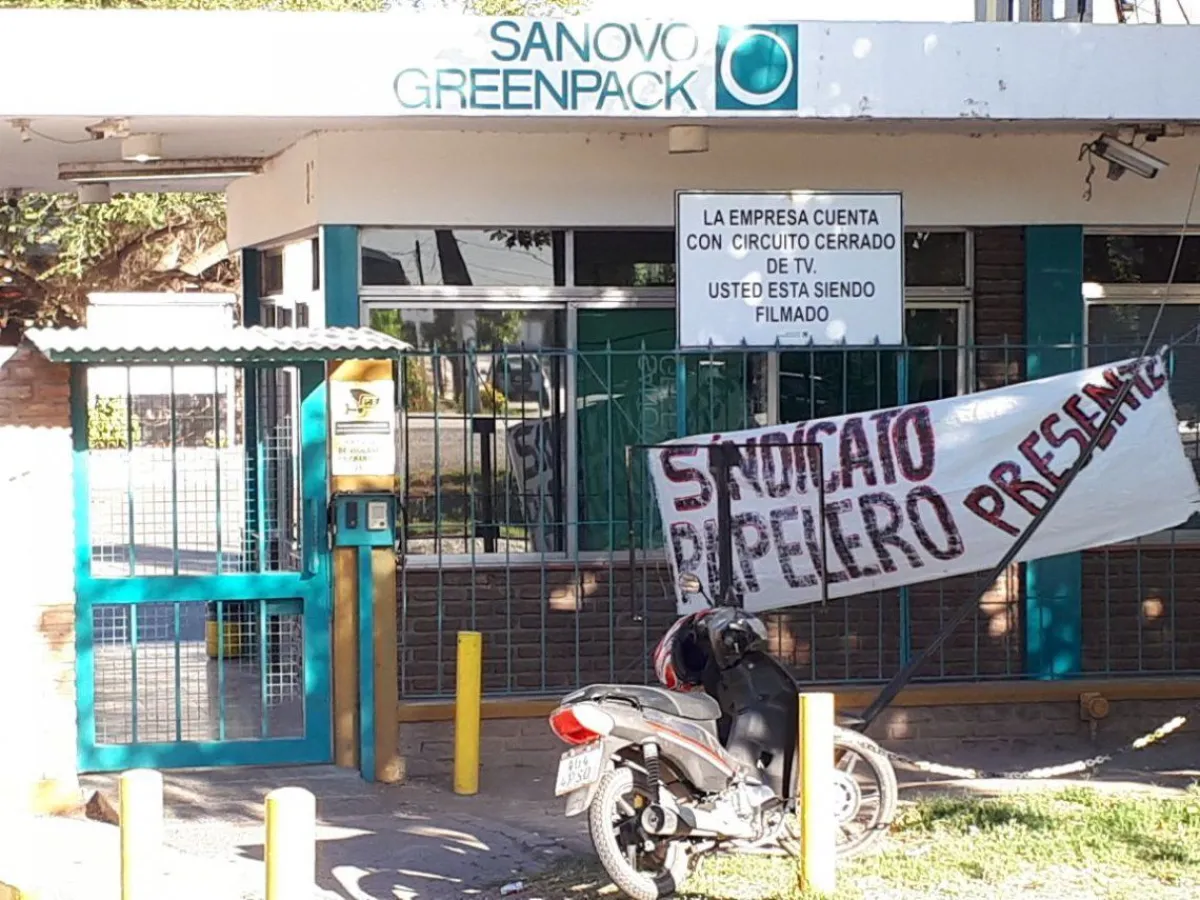 SANOVO
GREENPACK
LA EMPRESA CUENTA
CON CIRCUITO CERRADO
DE TV.
USTED ESTA SIENDO
FILMADO
SINDICATO
PAPELERO PRESENTE